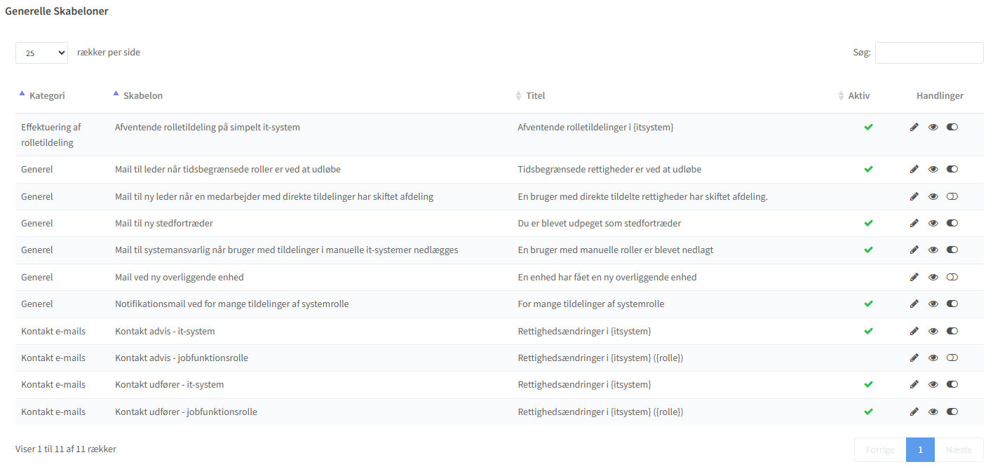 Generelle Skabeloner
25 rækker per side Søg:
Kategori Skabelon Titel Aktiv Handlinger
Effektuering af rolletildeling Afventende rolletildeling på simpelt it-system Afventende rolletildelinger i {itsystem}
Generel Mail til leder når tidsbegrænsede roller er ved at udløbe Tidsbegrænsede rettigheder er ved at udløbe
Generel Mail til ny leder når en medarbejder med direkte tildelinger har skiftet afdeling En bruger med direkte tildelte rettigheder har skiftet afdeling.
Generel Mail til ny stedfortræder Du er blevet udpeget som stedfortræder
Generel Mail til systemansvarlig når bruger med tildelinger i manuelle it-systemer nedlægges En bruger med manuelle roller er blevet nedlagt
Generel Mail ved ny overliggende enhed En enhed har fået en ny overliggende enhed
Generel Notifikationsmail ved for mange tildelinger af systemrolle For mange tildelinger af systemrolle
Kontakt e-mails Kontakt advis - it-system Rettighedsændringer i {itsystem}
Kontakt e-mails Kontakt advis - jobfunktionsrolle Rettighedsændringer i {itsystem} ({rolle})
Kontakt e-mails Kontakt udfører - it-system Rettighedsændringer i {itsystem}
Kontakt e-mails Kontakt udfører - jobfunktionsrolle Rettighedsændringer i {itsystem} ({rolle})
Viser 1 til 11 af 11 rækker Forrige 1 Næste